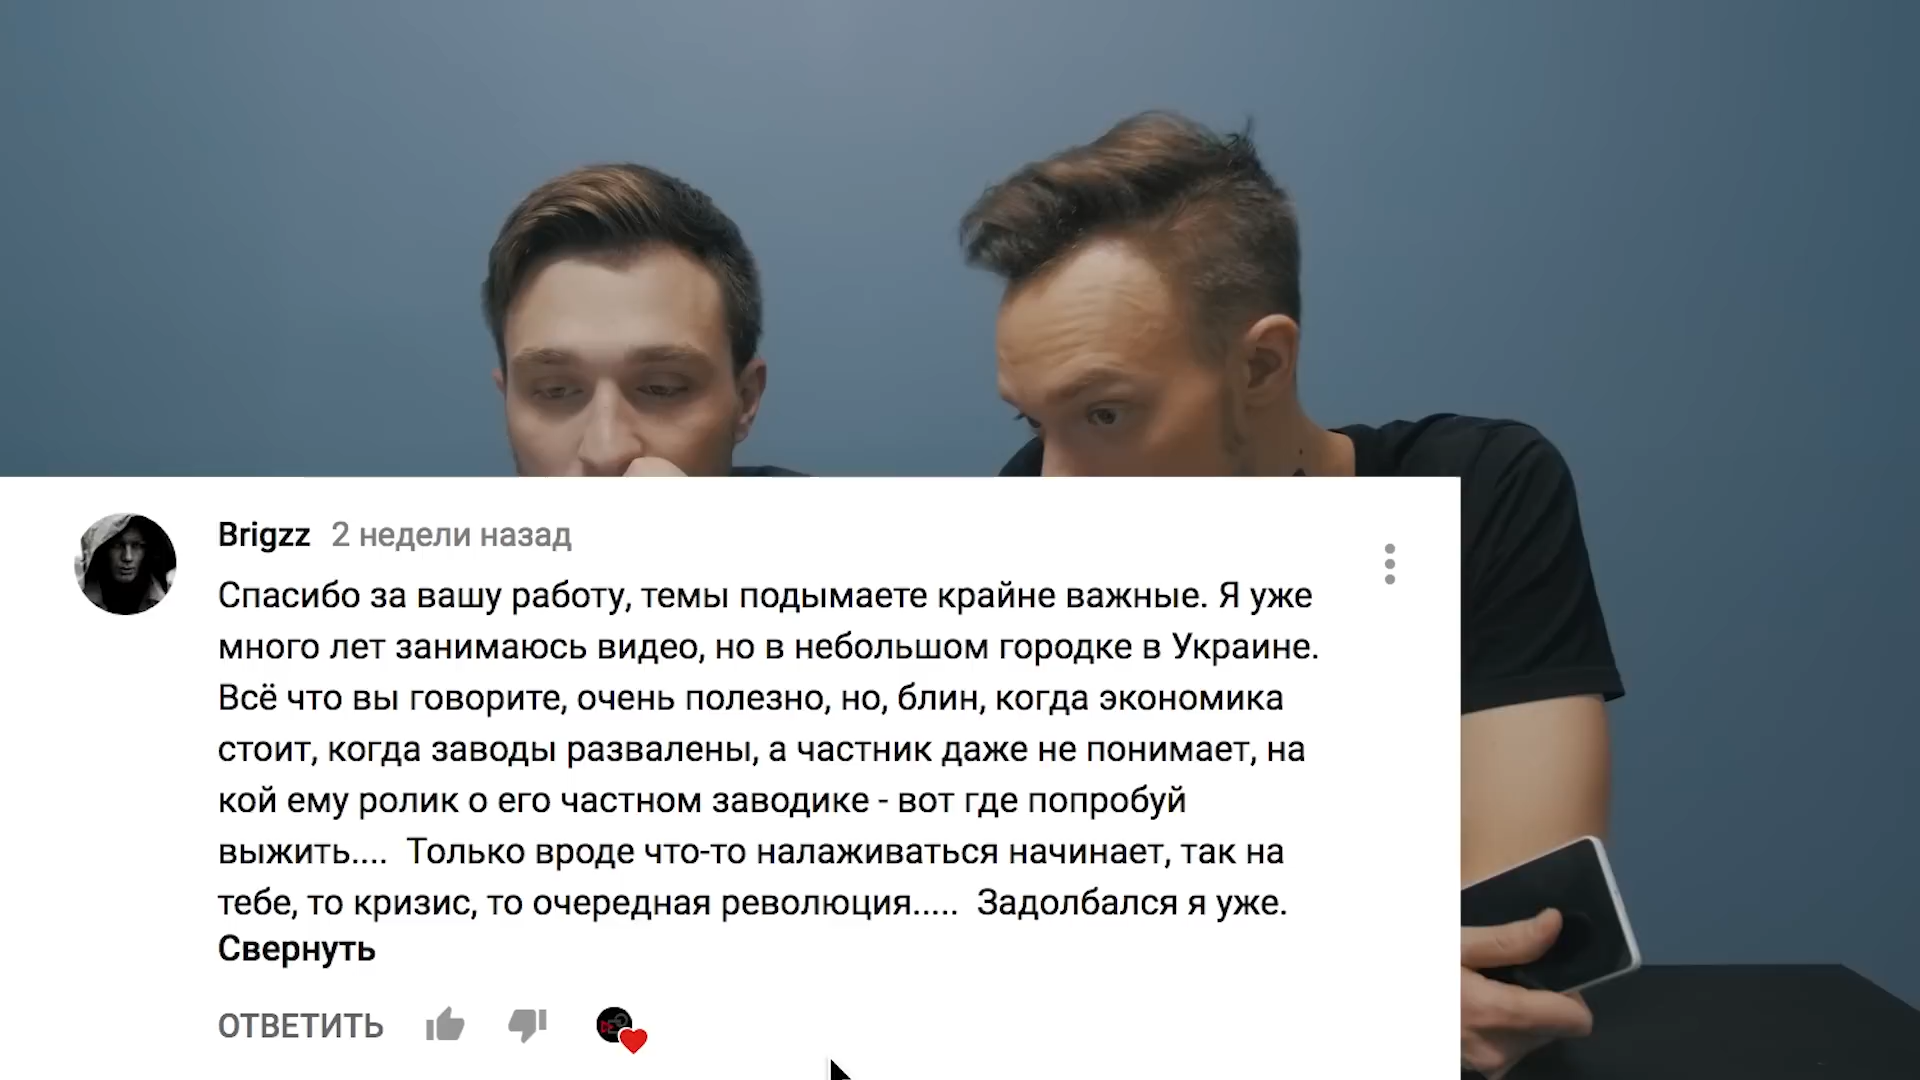 Brigzz 2 недели назад
Спасибо за вашу работу, темы подымаете крайне важные. Я уже
много лет занимаюсь видео, но в небольшом городке в Украине.
Всё что вы говорите, очень полезно, но, блин, когда экономика
стоит, когда заводы развалены, а частник даже не понимает, на
кой ему ролик о его частном заводике - вот где попробуй
выжить.... Только вроде что-то налаживаться начинает, так на
тебе, то кризис, то очередная революция..... Задолбался я уже.
Свернуть
ОТВЕТИТЬ